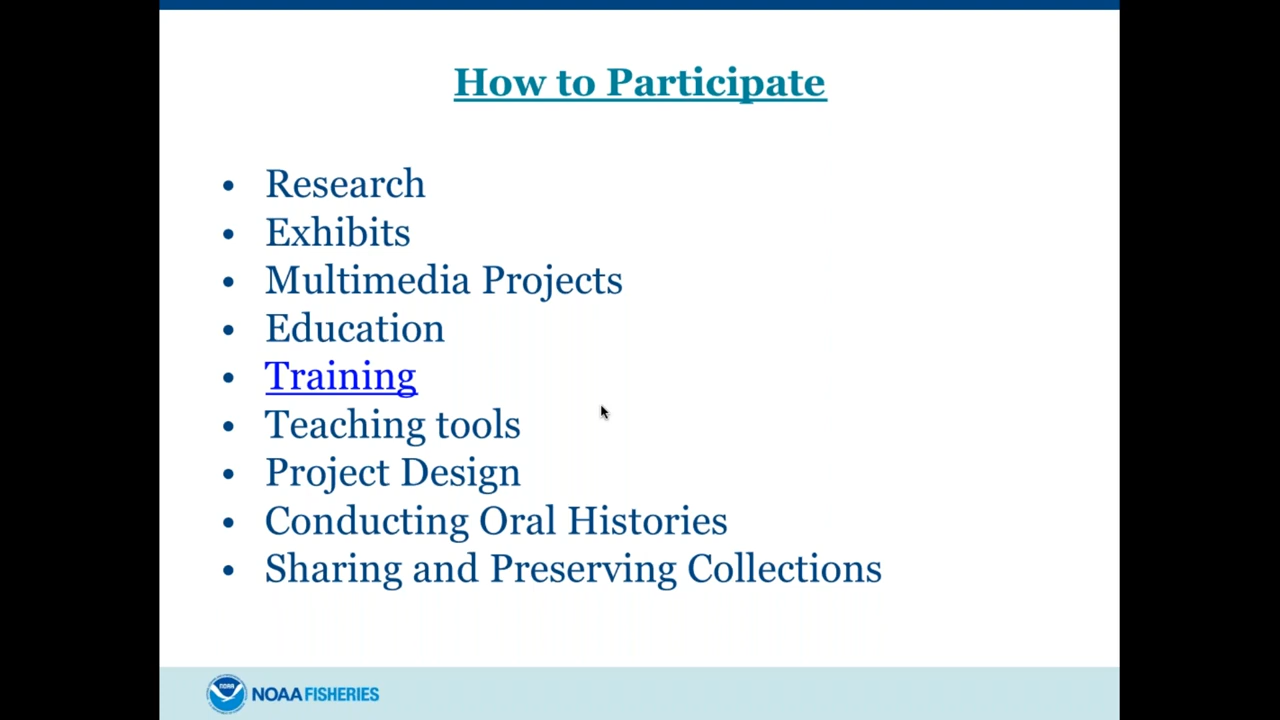 How to Participate
• Research
• Exhibits
• Multimedia Projects
• Education
• Training
• Teaching tools
• Project Design
• Conducting Oral Histories
• Sharing and Preserving Collections
NOAA FISHERIES